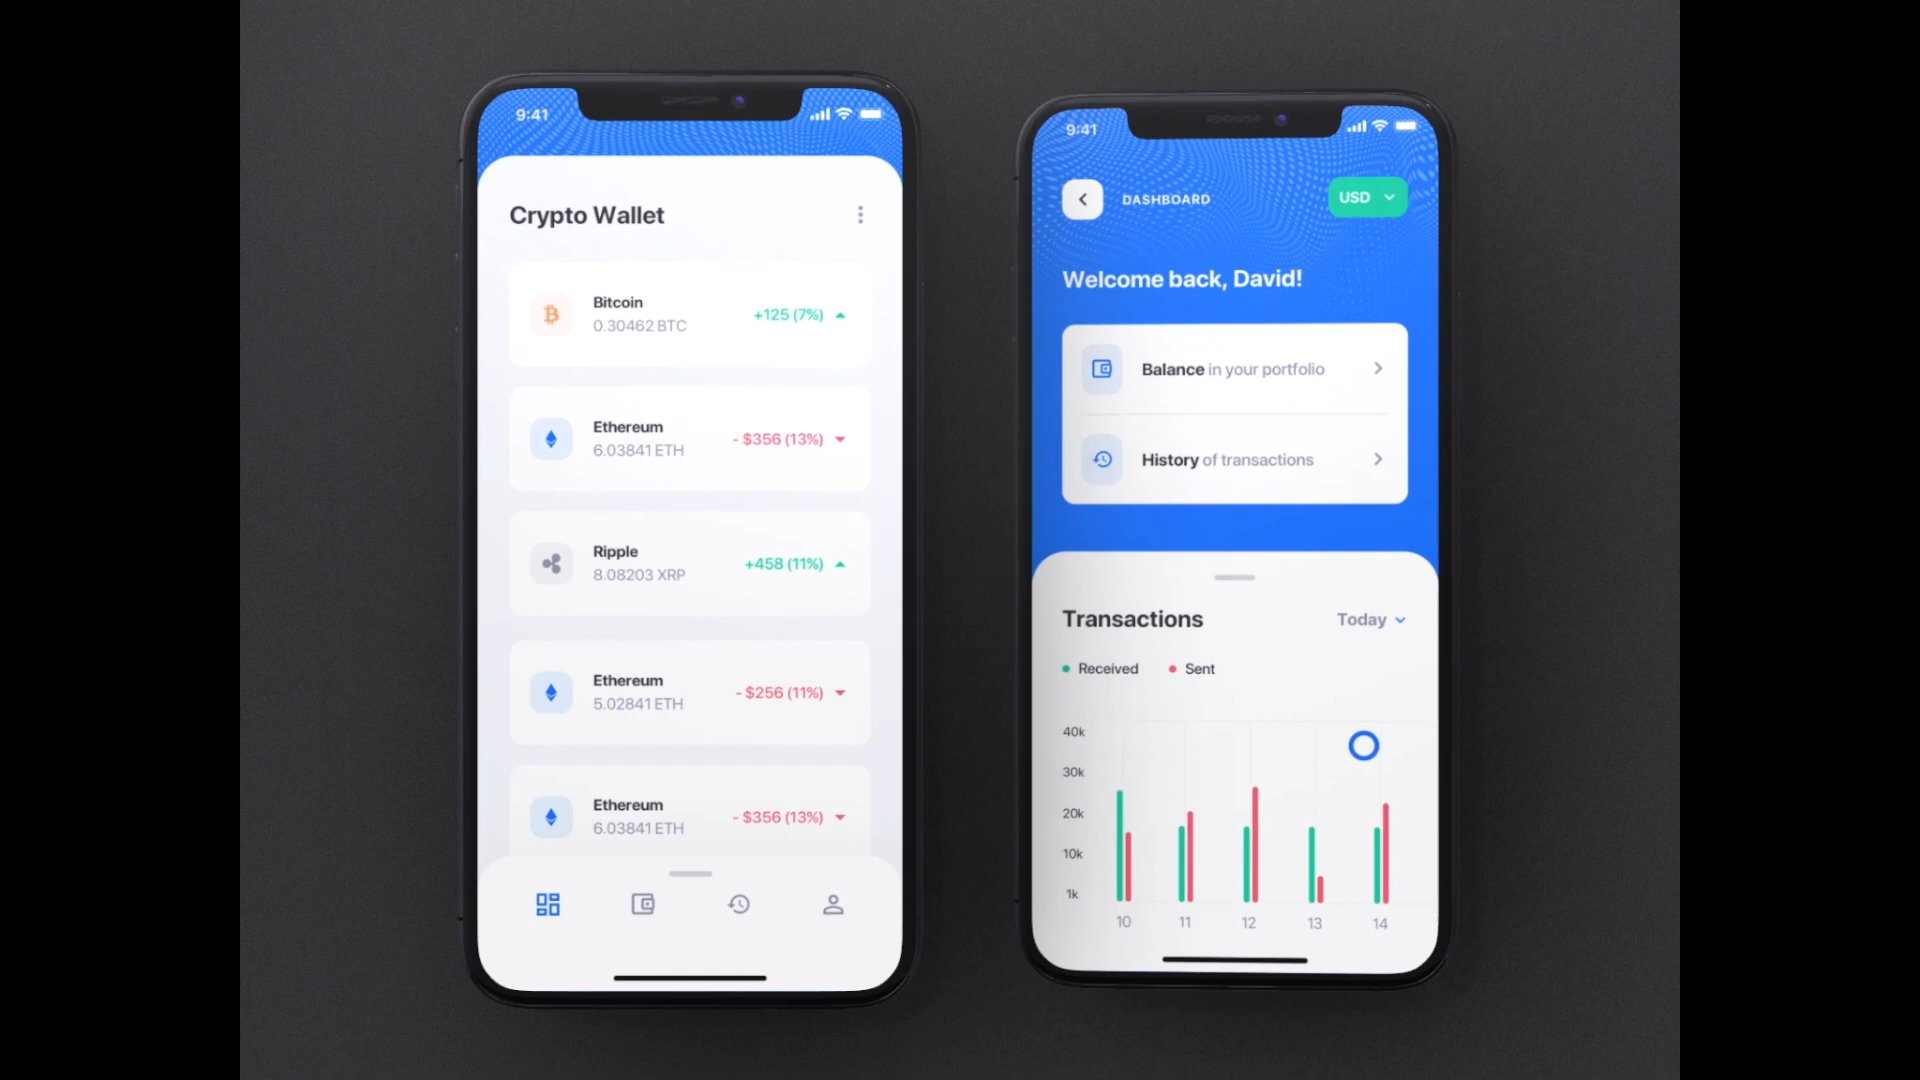 9:41
Crypto Wallet
Bitcoin
0.30462 BTC
+125 (7%)
Ethereum
6.03841 ETH
- $356 (13%)
Ripple
8.08203 XRP
+458 (11%)
Ethereum
5.02841 ETH
- $256 (11%)
Ethereum
6.03841 ETH
- $356 (13%)
9:41
DASHBOARD
USD
Welcome back, David!
Balance in your portfolio
History of transactions
Transactions
Today
Received
Sent
40k
30k
20k
10k
1k
10 11 12 13 14